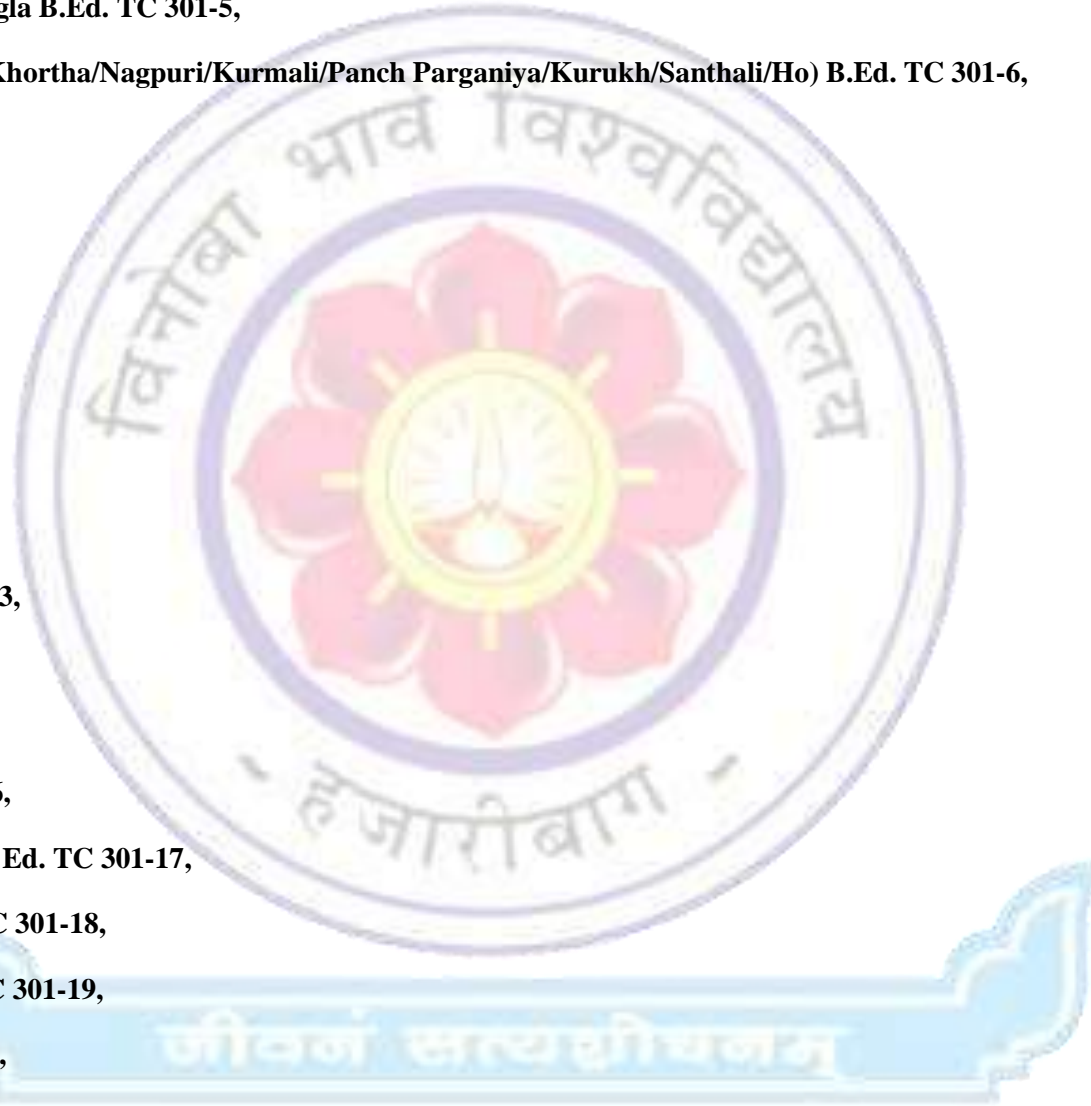 gla B.Ed. TC 301-5,
Khortha/Nagpuri/Kurmali/Panch Parganiya/Kurukh/Santhali/Ho) B.Ed. TC 301-6,
विनोबा भावे विश्वविद्यालय
3,
- हजारीबाग -
6,
Ed. TC 301-17,
C 301-18,
C 301-19,
जीवनं सत्यशोधनम्
,